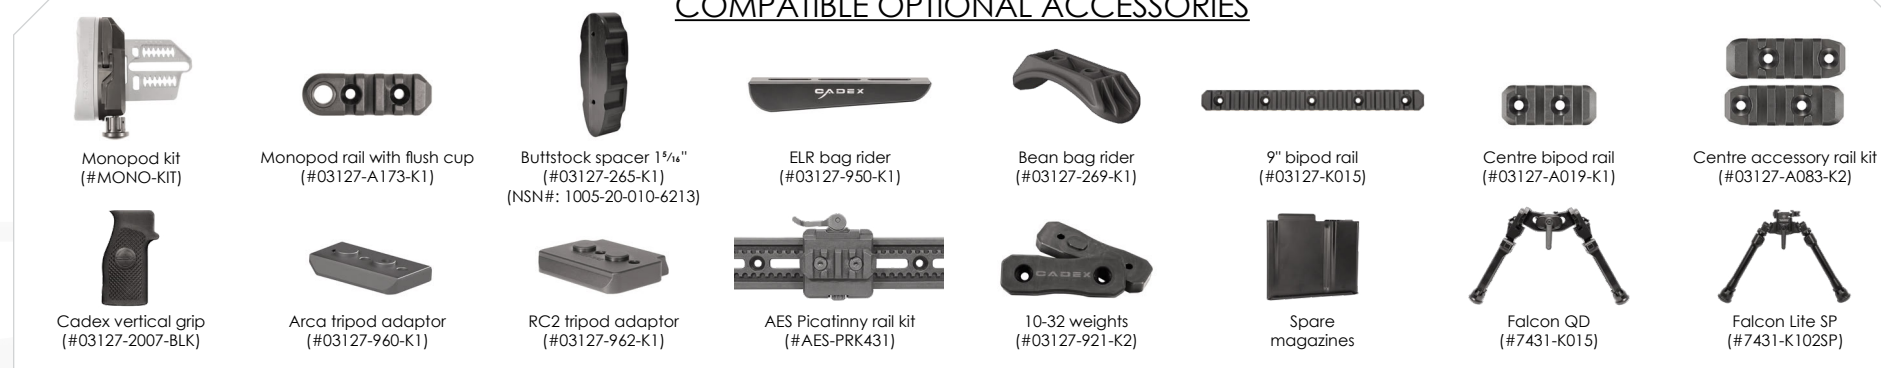 COMPATIBLE OPTIONAL ACCESSORIES
CADEX
Monopod kit
(#MONO-KIT)
Monopod rail with flush cup
(#03127-A173-K1)
Buttstock spacer 1⁵⁄₁₆"
(#03127-265-K1)
(NSN#: 1005-20-010-6213)
ELR bag rider
(#03127-950-K1)
Bean bag rider
(#03127-269-K1)
9" bipod rail
(#03127-K015)
Centre bipod rail
(#03127-A019-K1)
Centre accessory rail kit
(#03127-A083-K2)
CADEX
Cadex vertical grip
(#03127-2007-BLK)
Arca tripod adaptor
(#03127-960-K1)
RC2 tripod adaptor
(#03127-962-K1)
AES Picatinny rail kit
(#AES-PRK431)
10-32 weights
(#03127-921-K2)
Spare
magazines
Falcon QD
(#7431-K015)
Falcon Lite SP
(#7431-K102SP)